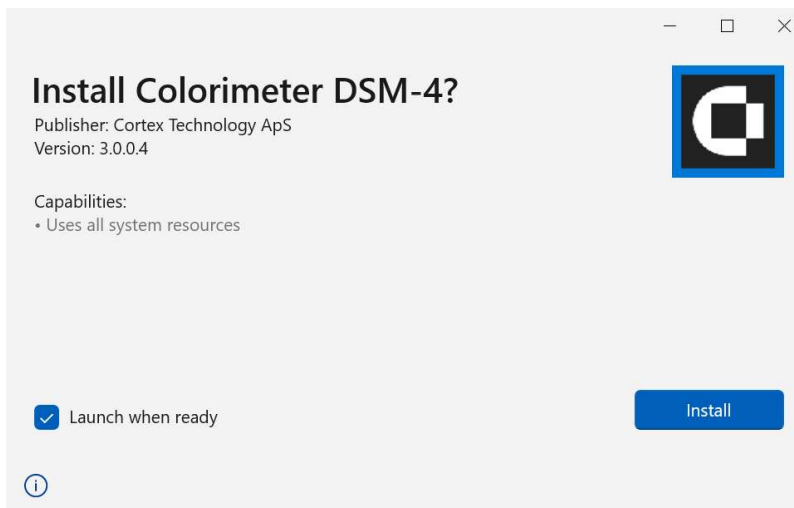 Install Colorimeter DSM-4?
Publisher: Cortex Technology ApS
Version: 3.0.0.4
Capabilities:
• Uses all system resources
Launch when ready
Install